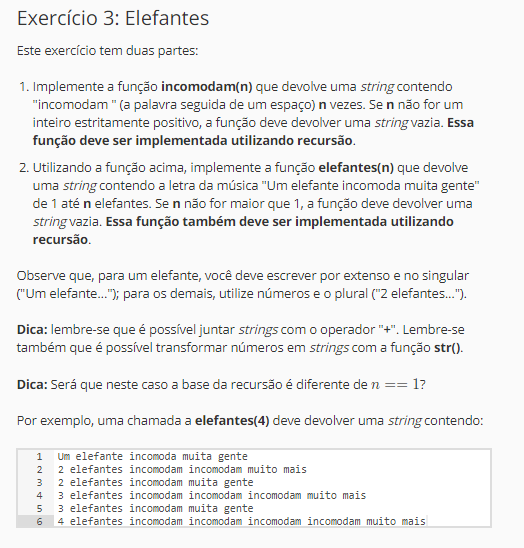 Exercício 3: Elefantes
Este exercício tem duas partes:
1. Implemente a função incomodam(n) que devolve uma string contendo
"incomodam " (a palavra seguida de um espaço) n vezes. Se n não for um
inteiro estritamente positivo, a função deve devolver uma string vazia. Essa
função deve ser implementada utilizando recursão.
2. Utilizando a função acima, implemente a função elefantes(n) que devolve
uma string contendo a letra da música "Um elefante incomoda muita gente"
de 1 até n elefantes. Se n não for maior que 1, a função deve devolver uma
string vazia. Essa função também deve ser implementada utilizando
recursão.
Observe que, para um elefante, você deve escrever por extenso e no singular
("Um elefante..."); para os demais, utilize números e o plural ("2 elefantes...").
Dica: lembre-se que é possível juntar strings com o operador "+". Lembre-se
também que é possível transformar números em strings com a função str().
Dica: Será que neste caso a base da recursão é diferente de n == 1?
Por exemplo, uma chamada a elefantes(4) deve devolver uma string contendo:
1 Um elefante incomoda muita gente
2 2 elefantes incomodam incomodam muito mais
3 2 elefantes incomodam muita gente
4 3 elefantes incomodam incomodam incomodam muito mais
5 3 elefantes incomodam muita gente
6 4 elefantes incomodam incomodam incomodam incomodam muito mais